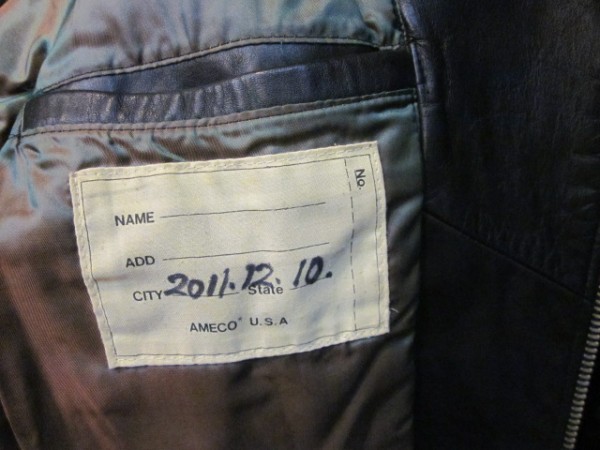 No.
NAME
ADD
CITY 2011.12.10. State
AMECO® U.S.A